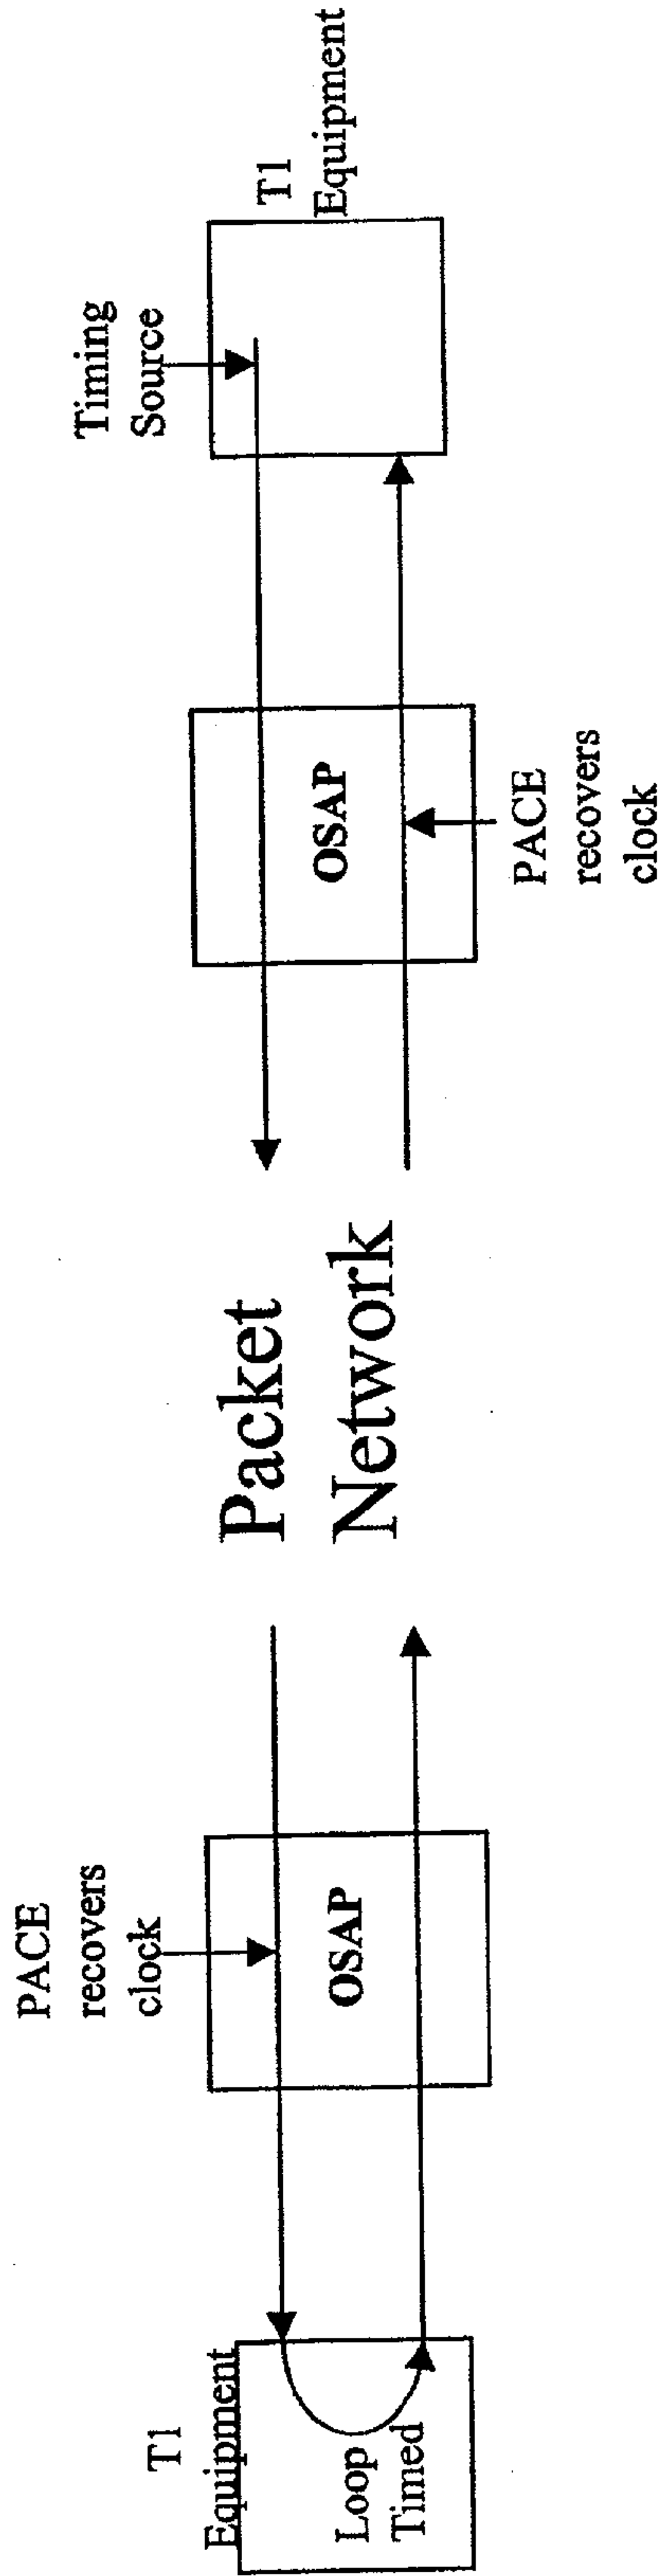 T1
Equipment
Loop
Timed
PACE
recovers
clock
OSAP
Packet
Network
OSAP
PACE
recovers
clock
Timing
Source
T1
Equipment